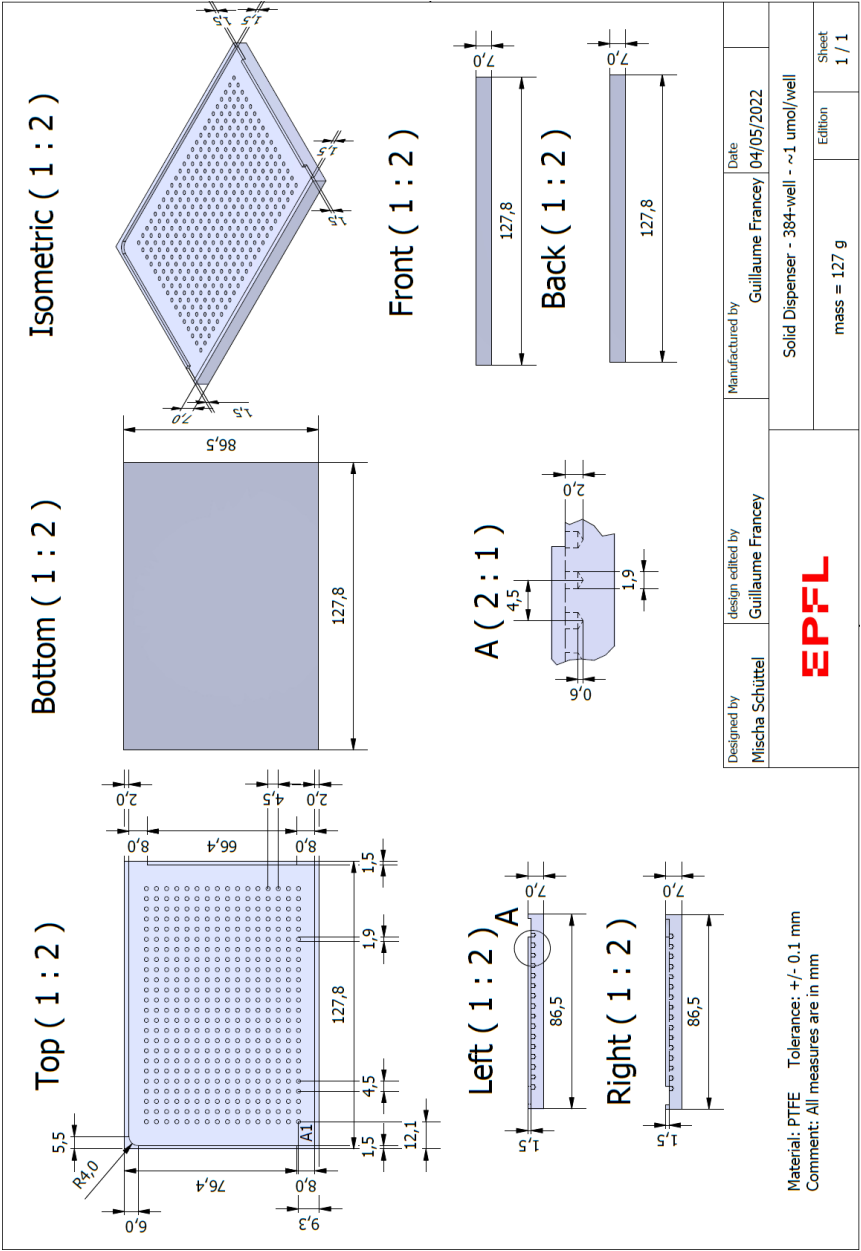 Top ( 1 : 2 )
5,5
R4,0
6,0
76,4
8,0
9,3
A1
1,5
12,1
4,5
127,8
1,9
1,5
2,0
8,0
66,4
4,5
8,0
2,0
Bottom ( 1 : 2 )
86,5
127,8
Isometric ( 1 : 2 )
1,5
1,5
1,5
1,5
7,0
1,5
Left ( 1 : 2 )
A
7,0
1,5
86,5
Right ( 1 : 2 )
7,0
1,5
86,5
A ( 2 : 1 )
4,5
2,0
0,6
1,9
Front ( 1 : 2 )
7,0
127,8
Back ( 1 : 2 )
7,0
127,8
Material: PTFE Tolerance: +/- 0.1 mm
Comment: All measures are in mm
Designed by
Mischa Schüttel
design edited by
Guillaume Francey
Manufactured by
Guillaume Francey
Date
04/05/2022
EPFL
Solid Dispenser - 384-well - ~1 umol/well
mass = 127 g
Edition
Sheet
1 / 1